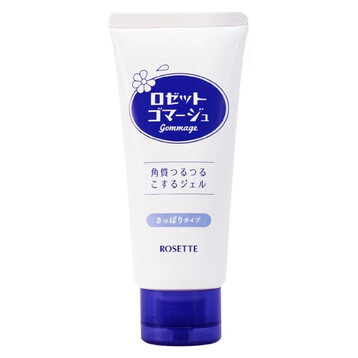 ロゼット
ゴマージュ
Gommage
角質つるつる
こするジェル
さっぱりタイプ
ROSETTE